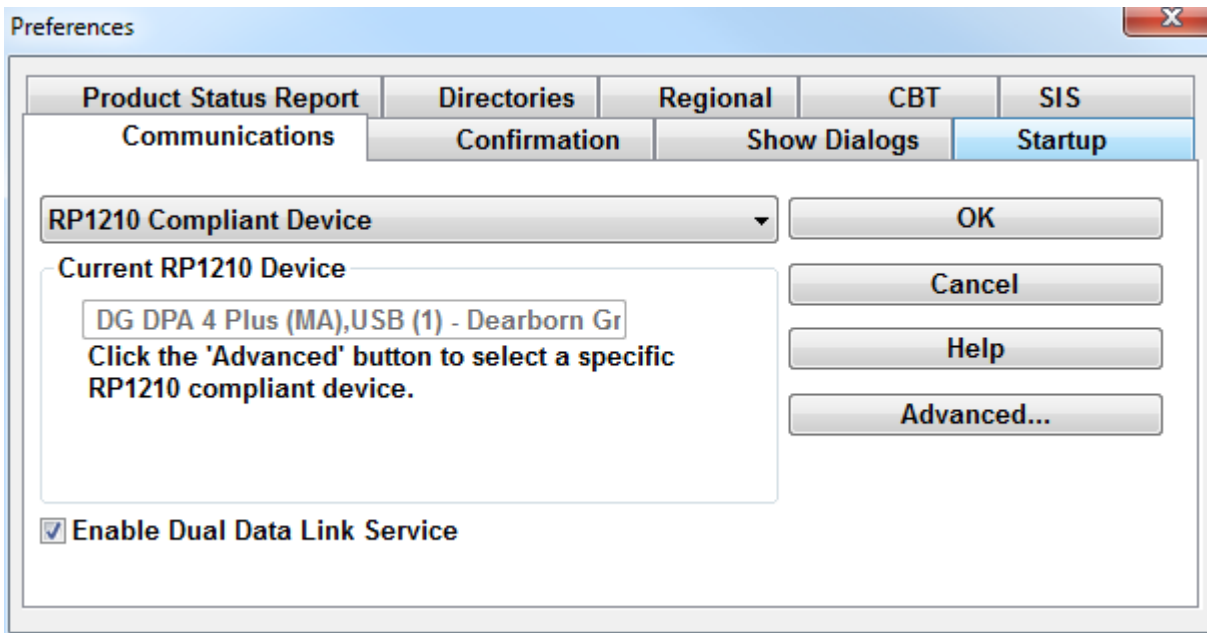 Preferences
X
Product Status Report Directories Regional CBT SIS
Communications Confirmation Show Dialogs Startup
RP1210 Compliant Device
OK
Current RP1210 Device
DG DPA 4 Plus (MA),USB (1) - Dearborn Gr
Click the 'Advanced' button to select a specific
RP1210 compliant device.
Cancel
Help
Advanced...
Enable Dual Data Link Service